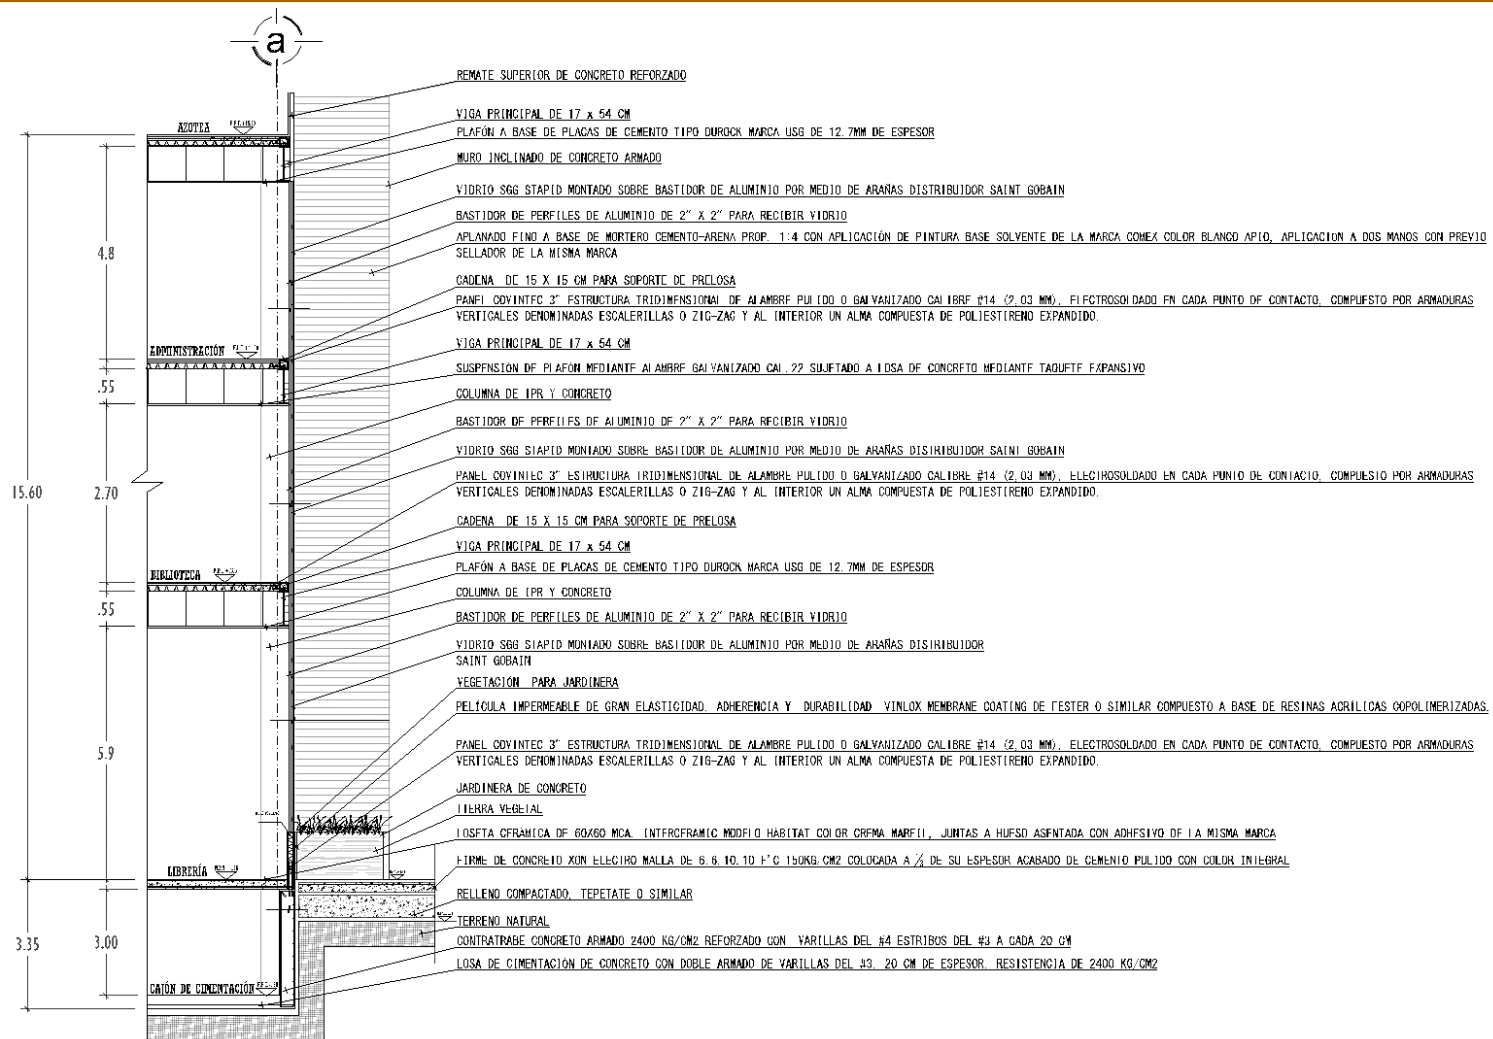 a
REMATE SUPERIOR DE CONCRETO REFORZADO
VIGA PRINCIPAL DE 17 x 54 CM
AZOTEA
PLAFÓN A BASE DE PLACAS DE CEMENTO TIPO DUROCK MARCA USG DE 12.7MM DE ESPESOR
MURO INCLINADO DE CONCRETO ARMADO
VIDRIO SGG STAPID MONTADO SOBRE BASTIDOR DE ALUMINIO POR MEDIO DE ARAÑAS DISTRIBUIDOR SAINT GOBAIN
BASTIDOR DE PERFILES DE ALUMINIO DE 2" X 2" PARA RECIBIR VIDRIO
APLANADO FINO A BASE DE MORTERO CEMENTO-ARENA PROP. 1:4 CON APLICACIÓN DE PINTURA BASE SOLVENTE DE LA MARCA COMEX COLOR BLANCO APIO, APLICACION A DOS MANOS CON PREVIO
SELLADOR DE LA MISMA MARCA
4.8
CADENA DE 15 X 15 CM PARA SOPORTE DE PRELOSA
PANEL COVINTEC 3" ESTRUCTURA TRIDIMENSIONAL DE ALAMBRE PULIDO O GALVANIZADO CALIBRE #14 (2.03 MM), ELECTROSOLDADO EN CADA PUNTO DE CONTACTO, COMPUESTO POR ARMADURAS
VERTICALES DENOMINADAS ESCALERILLAS O ZIG-ZAG Y AL INTERIOR UN ALMA COMPUESTA DE POLIESTIRENO EXPANDIDO.
VIGA PRINCIPAL DE 17 x 54 CM
ADMINISTRACIÓN
SUSPENSIÓN DE PLAFÓN MEDIANTE ALAMBRE GALVANIZADO CAL.22 SUJETADO A LOSA DE CONCRETO MEDIANTE TAQUETE EXPANSIVO
.55
COLUMNA DE IPR Y CONCRETO
BASTIDOR DE PERFILES DE ALUMINIO DE 2" X 2" PARA RECIBIR VIDRIO
VIDRIO SGG STAPID MONTADO SOBRE BASTIDOR DE ALUMINIO POR MEDIO DE ARAÑAS DISTRIBUIDOR SAINT GOBAIN
PANEL COVINTEC 3" ESTRUCTURA TRIDIMENSIONAL DE ALAMBRE PULIDO O GALVANIZADO CALIBRE #14 (2.03 MM), ELECTROSOLDADO EN CADA PUNTO DE CONTACTO, COMPUESTO POR ARMADURAS
VERTICALES DENOMINADAS ESCALERILLAS O ZIG-ZAG Y AL INTERIOR UN ALMA COMPUESTA DE POLIESTIRENO EXPANDIDO.
15.60
2.70
CADENA DE 15 X 15 CM PARA SOPORTE DE PRELOSA
VIGA PRINCIPAL DE 17 x 54 CM
PLAFÓN A BASE DE PLACAS DE CEMENTO TIPO DUROCK MARCA USG DE 12.7MM DE ESPESOR
BIBLIOTECA
COLUMNA DE IPR Y CONCRETO
.55
BASTIDOR DE PERFILES DE ALUMINIO DE 2" X 2" PARA RECIBIR VIDRIO
VIDRIO SGG STAPID MONTADO SOBRE BASTIDOR DE ALUMINIO POR MEDIO DE ARAÑAS DISTRIBUIDOR
SAINT GOBAIN
VEGETACIÓN PARA JARDINERA
PELÍCULA IMPERMEABLE DE GRAN ELASTICIDAD, ADHERENCIA Y DURABILIDAD VINLOX MEMBRANE COATING DE FESTER O SIMILAR COMPUESTO A BASE DE RESINAS ACRÍLICAS COPOLIMERIZADAS.
PANEL COVINTEC 3" ESTRUCTURA TRIDIMENSIONAL DE ALAMBRE PULIDO O GALVANIZADO CALIBRE #14 (2.03 MM), ELECTROSOLDADO EN CADA PUNTO DE CONTACTO, COMPUESTO POR ARMADURAS
VERTICALES DENOMINADAS ESCALERILLAS O ZIG-ZAG Y AL INTERIOR UN ALMA COMPUESTA DE POLIESTIRENO EXPANDIDO.
5.9
JARDINERA DE CONCRETO
TIERRA VEGETAL
LOSETA CERÁMICA DE 60X60 MCA. INTERCERAMIC MODELO HABITAT COLOR CREMA MARFIL, JUNTAS A HUESO ASENTADA CON ADHESIVO DE LA MISMA MARCA
FIRME DE CONCRETO XON ELECTRO MALLA DE 6.6.10.10 F'C 150KG/CM2 COLOCADA A ⅓ DE SU ESPESOR ACABADO DE CEMENTO PULIDO CON COLOR INTEGRAL
LIBRERÍA
RELLENO COMPACTADO, TEPETATE O SIMILAR
TERRENO NATURAL
3.35
3.00
CONTRATRABE CONCRETO ARMADO 2400 KG/CM2 REFORZADO CON VARILLAS DEL #4 ESTRIBOS DEL #3 A CADA 20 CM
LOSA DE CIMENTACIÓN DE CONCRETO CON DOBLE ARMADO DE VARILLAS DEL #3. 20 CM DE ESPESOR. RESISTENCIA DE 2400 KG/CM2
CAJÓN DE CIMENTACIÓN